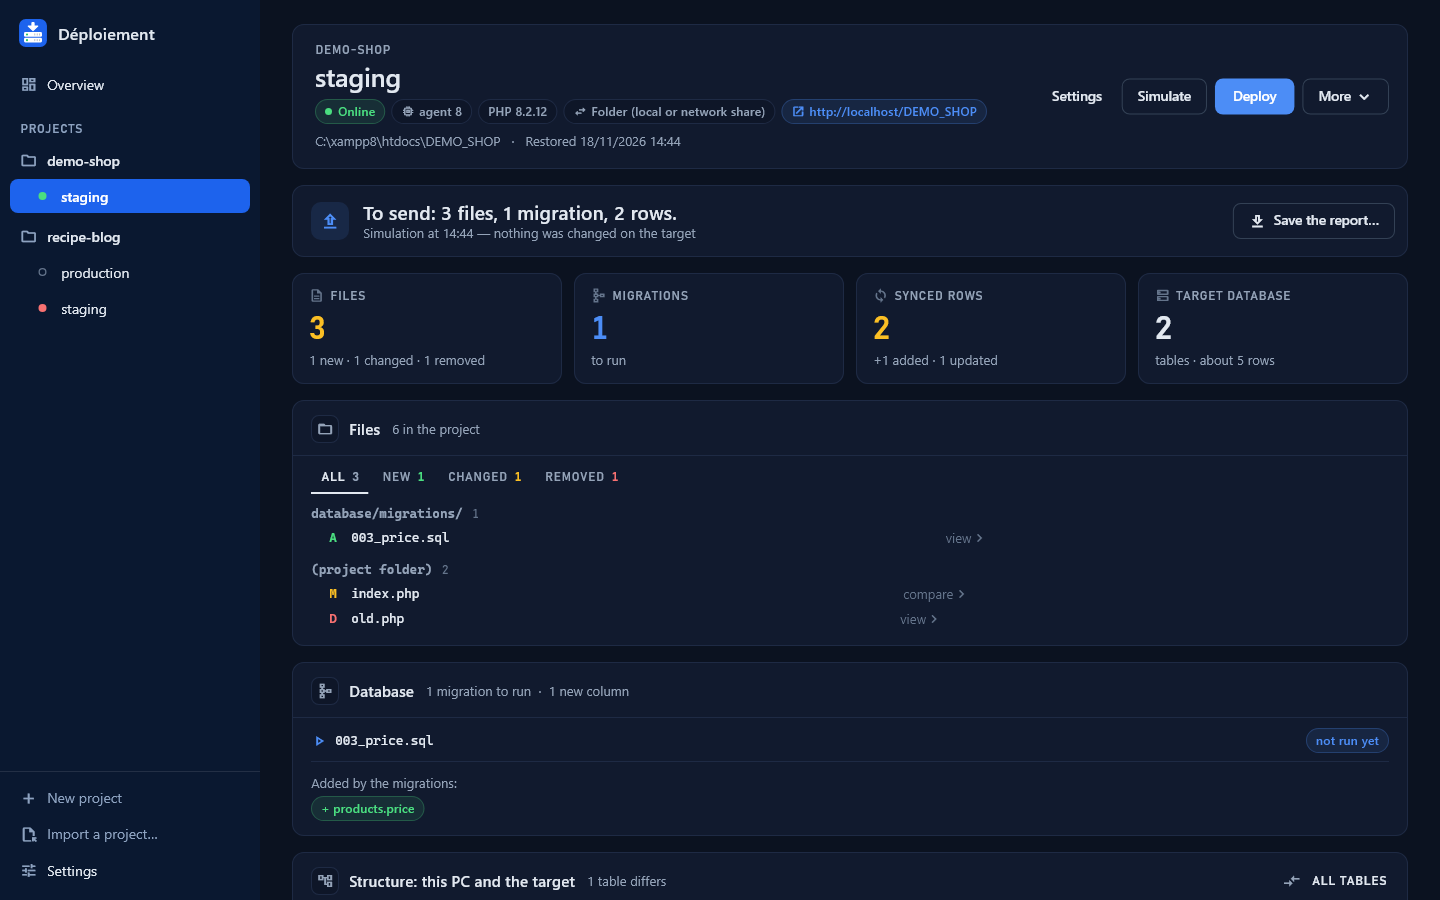 Déploiement
Overview
PROJECTS
demo-shop
staging
recipe-blog
production
staging
New project
Import a project...
Settings
DEMO-SHOP
staging
Online
agent 8
PHP 8.2.12
Folder (local or network share)
http://localhost/DEMO_SHOP
C:\xampp8\htdocs\DEMO_SHOP · Restored 18/11/2026 14:44
Settings
Simulate
Deploy
More
To send: 3 files, 1 migration, 2 rows.
Simulation at 14:44 — nothing was changed on the target
Save the report...
FILES
3
1 new · 1 changed · 1 removed
MIGRATIONS
1
to run
SYNCED ROWS
2
+1 added · 1 updated
TARGET DATABASE
2
tables · about 5 rows
Files 6 in the project
ALL 3 NEW 1 CHANGED 1 REMOVED 1
database/migrations/ 1
A 003_price.sql view
(project folder) 2
M index.php compare
D old.php view
Database 1 migration to run · 1 new column
003_price.sql not run yet
Added by the migrations:
+ products.price
Structure: this PC and the target 1 table differs ALL TABLES